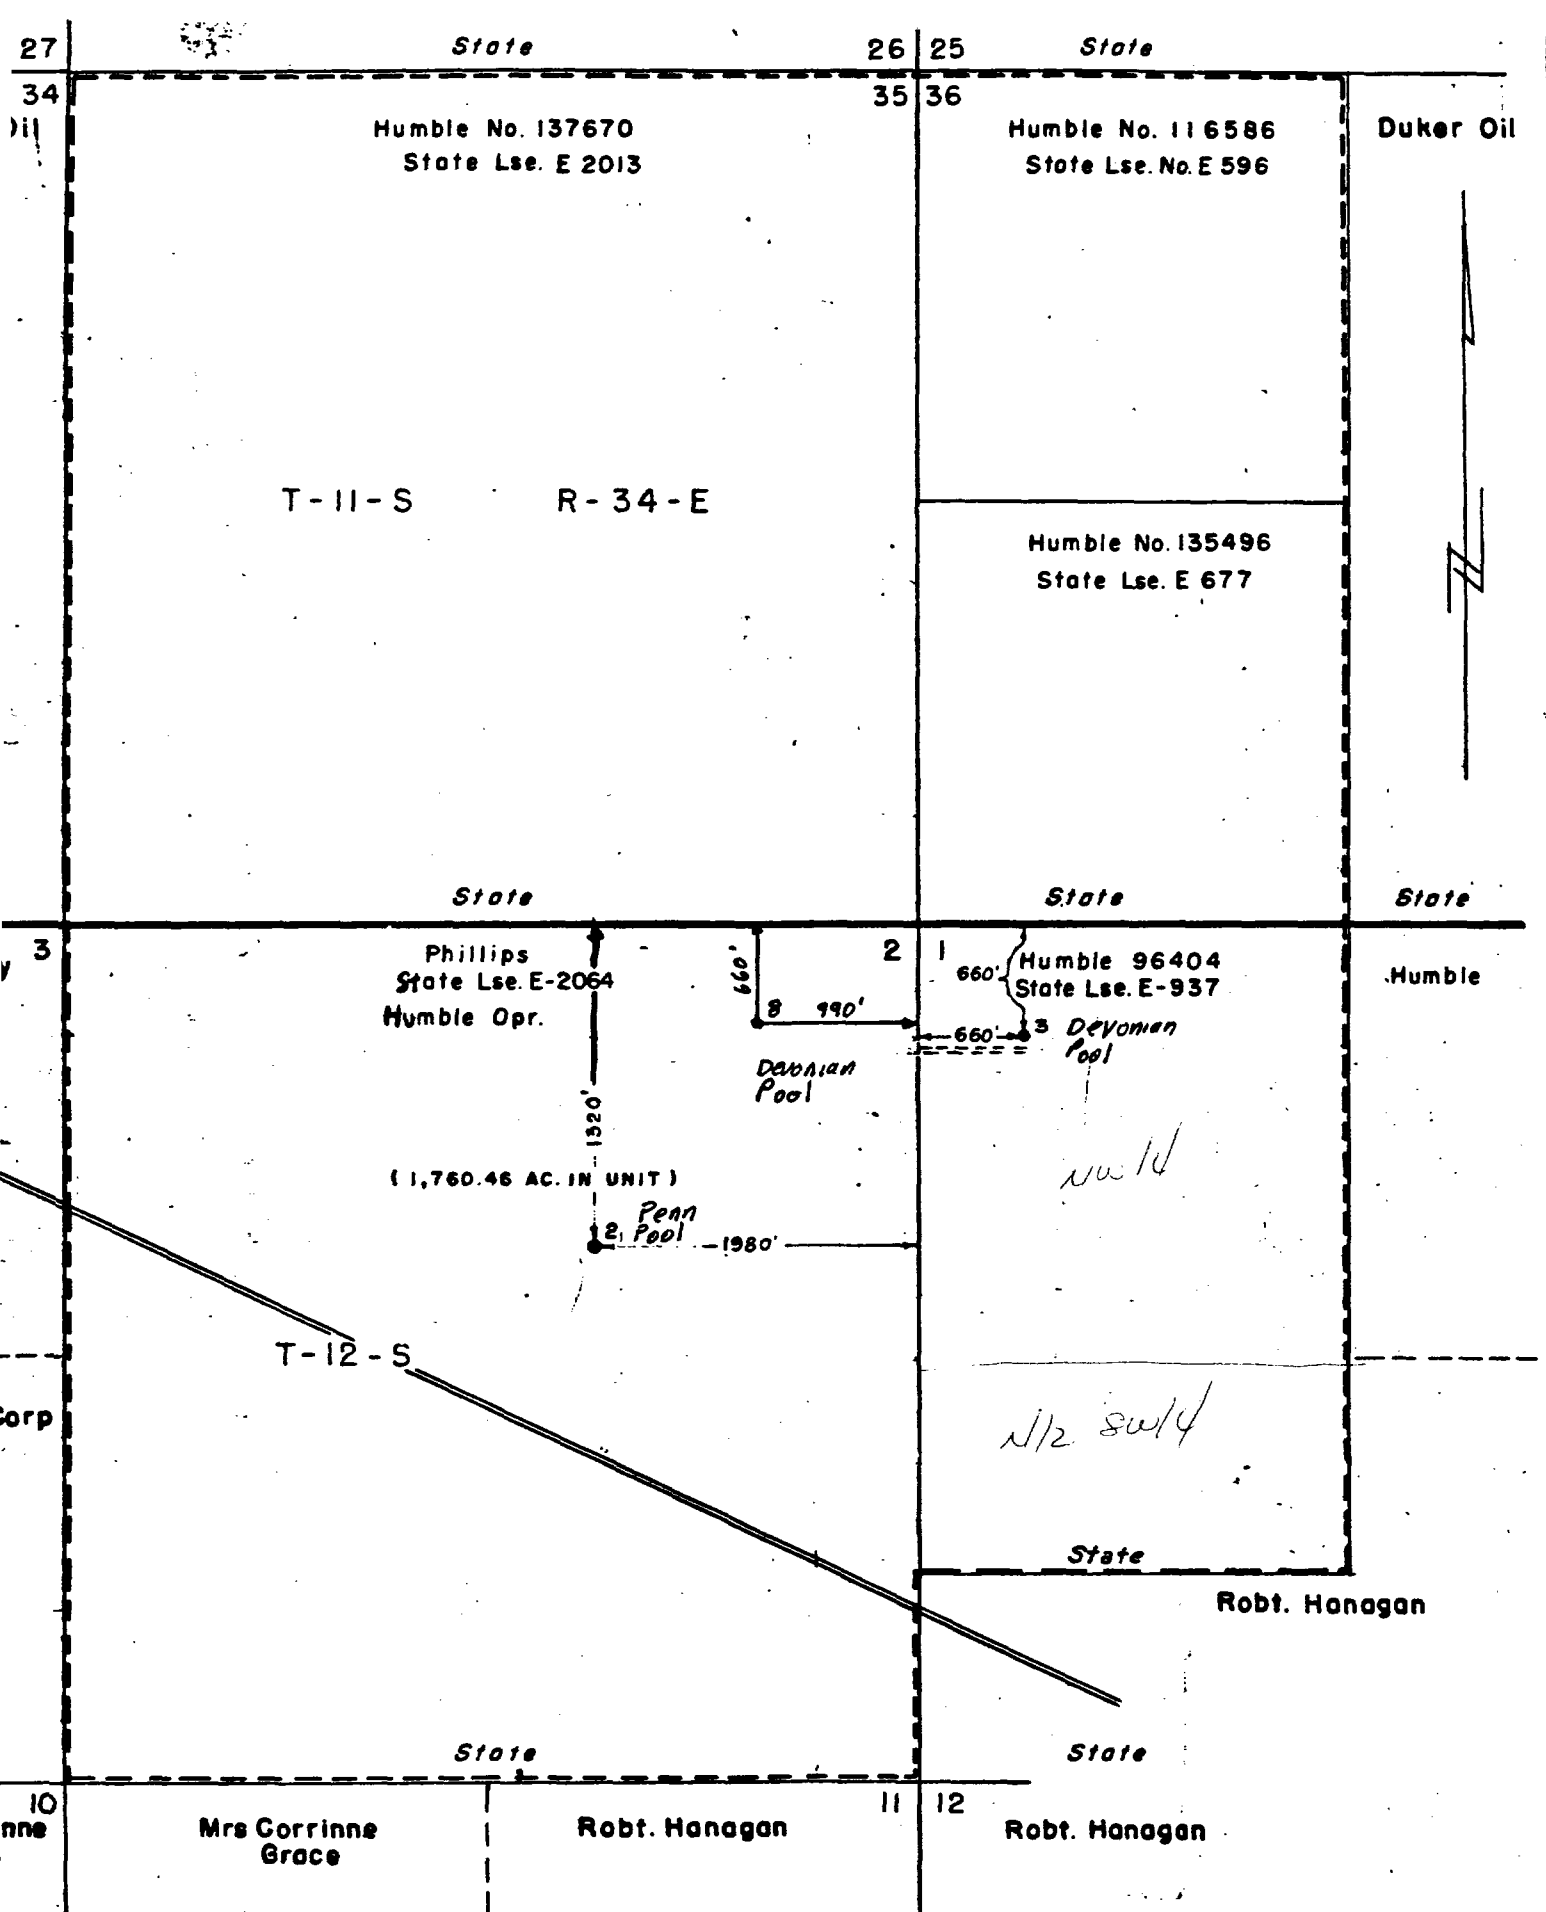 27 State 26 25 State
34 35 36
Humble No. 137670
State Lse. E 2013
Humble No. 116586
State Lse. No. E 596
Duker Oil
T-11-S R-34-E
Humble No. 135496
State Lse. E 677
State State State
3 2 1
Phillips
State Lse. E-2064
Humble Opr.
660'
8 990'
Devonian
Pool
660'
Humble 96404
State Lse. E-937
660' 3 Devonian
Pool
Humble
1320'
NW/4
(1,760.46 AC. IN UNIT)
Penn
2 Pool
1980'
T-12-S
Corp
N/2 SW/4
State
Robt. Hanagan
State State
10 11 12
Mrs Corrinne
Grace
Robt. Hanagan
Robt. Hanagan